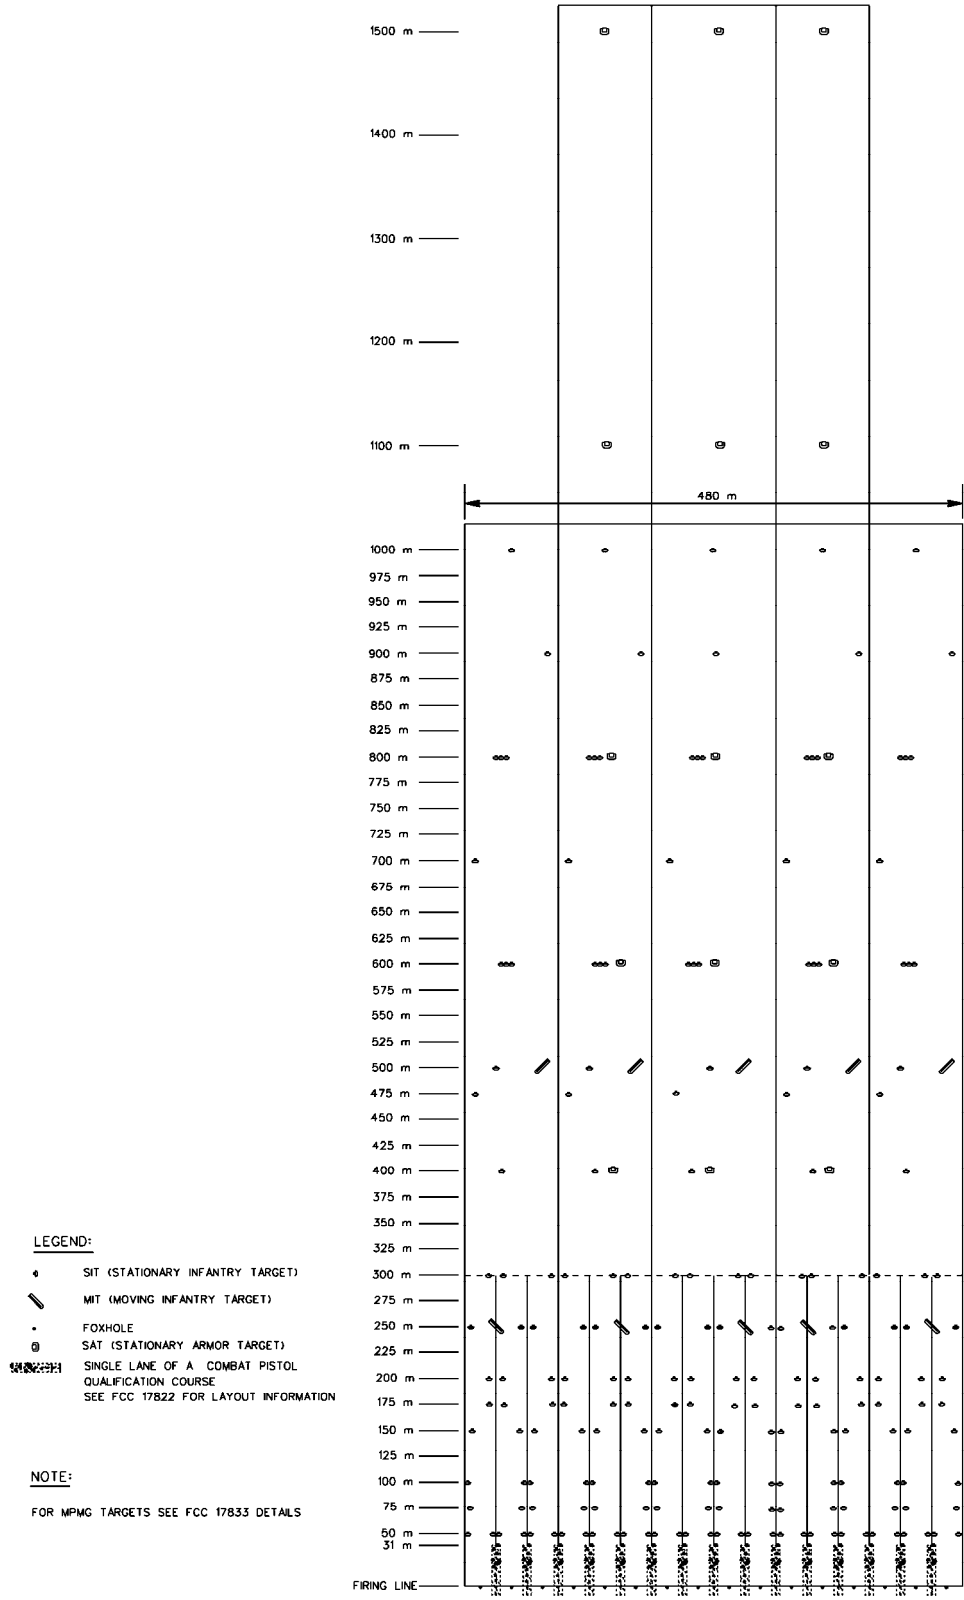 1500 m
1400 m
1300 m
1200 m
1100 m
480 m
1000 m
975 m
950 m
925 m
900 m
875 m
850 m
825 m
800 m
775 m
750 m
725 m
700 m
675 m
650 m
625 m
600 m
575 m
550 m
525 m
500 m
475 m
450 m
425 m
400 m
375 m
350 m
325 m
300 m
275 m
250 m
225 m
200 m
175 m
150 m
125 m
100 m
75 m
50 m
31 m
FIRING LINE
LEGEND:
SIT (STATIONARY INFANTRY TARGET)
MIT (MOVING INFANTRY TARGET)
FOXHOLE
SAT (STATIONARY ARMOR TARGET)
SINGLE LANE OF A COMBAT PISTOL
QUALIFICATION COURSE
SEE FCC 17822 FOR LAYOUT INFORMATION
NOTE:
FOR MPMG TARGETS SEE FCC 17833 DETAILS